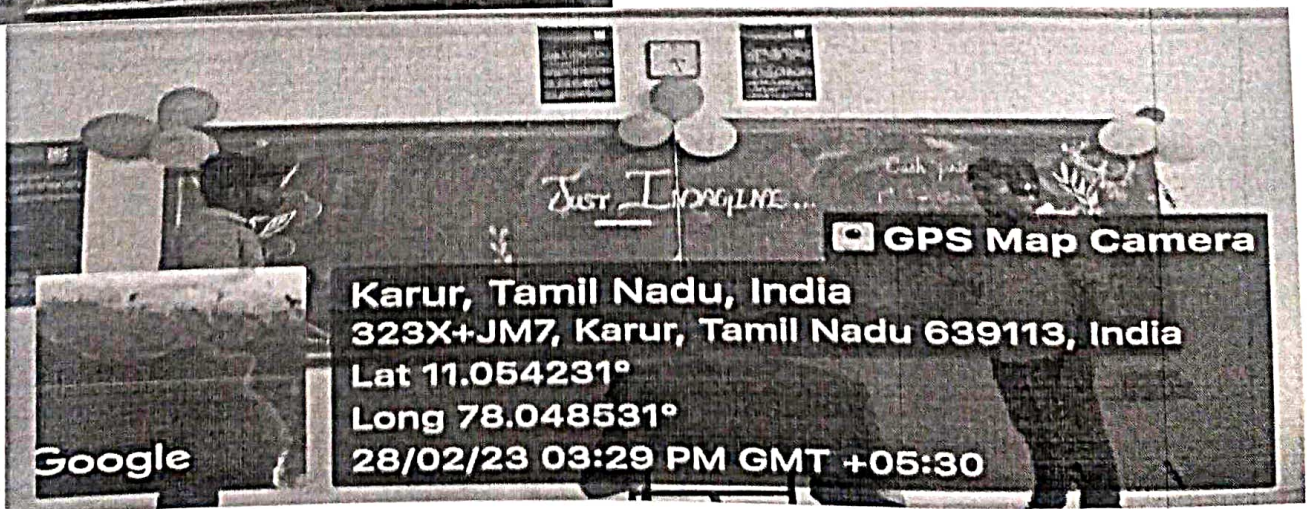 Just Imagine...
Cash
GPS Map Camera
Karur, Tamil Nadu, India
323X+JM7, Karur, Tamil Nadu 639113, India
Lat 11.054231°
Long 78.048531°
28/02/23 03:29 PM GMT +05:30
Google